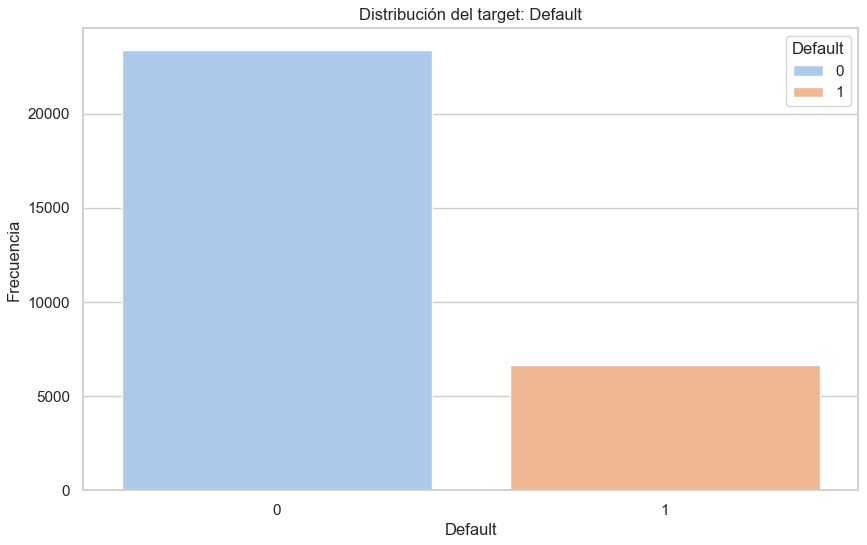 Distribución del target: Default
Default
0
1
Frecuencia
20000
15000
10000
5000
0
0
1
Default